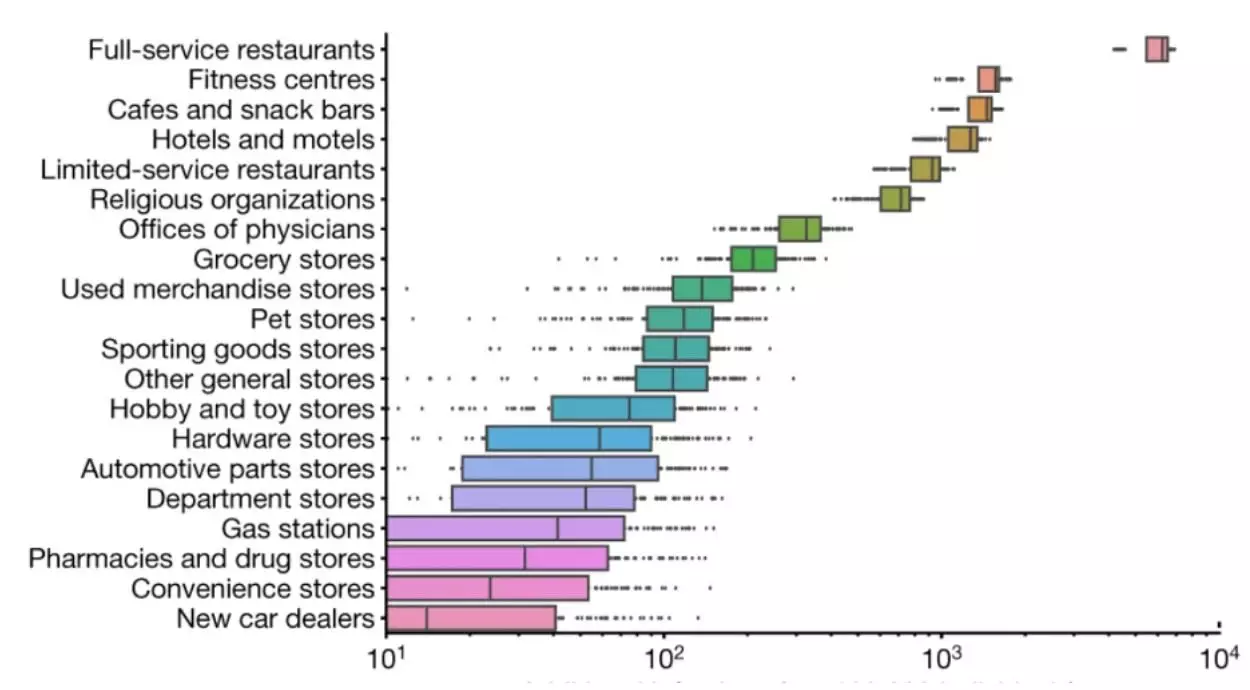 Full-service restaurants
Fitness centres
Cafes and snack bars
Hotels and motels
Limited-service restaurants
Religious organizations
Offices of physicians
Grocery stores
Used merchandise stores
Pet stores
Sporting goods stores
Other general stores
Hobby and toy stores
Hardware stores
Automotive parts stores
Department stores
Gas stations
Pharmacies and drug stores
Convenience stores
New car dealers
10¹ 10² 10³ 10⁴